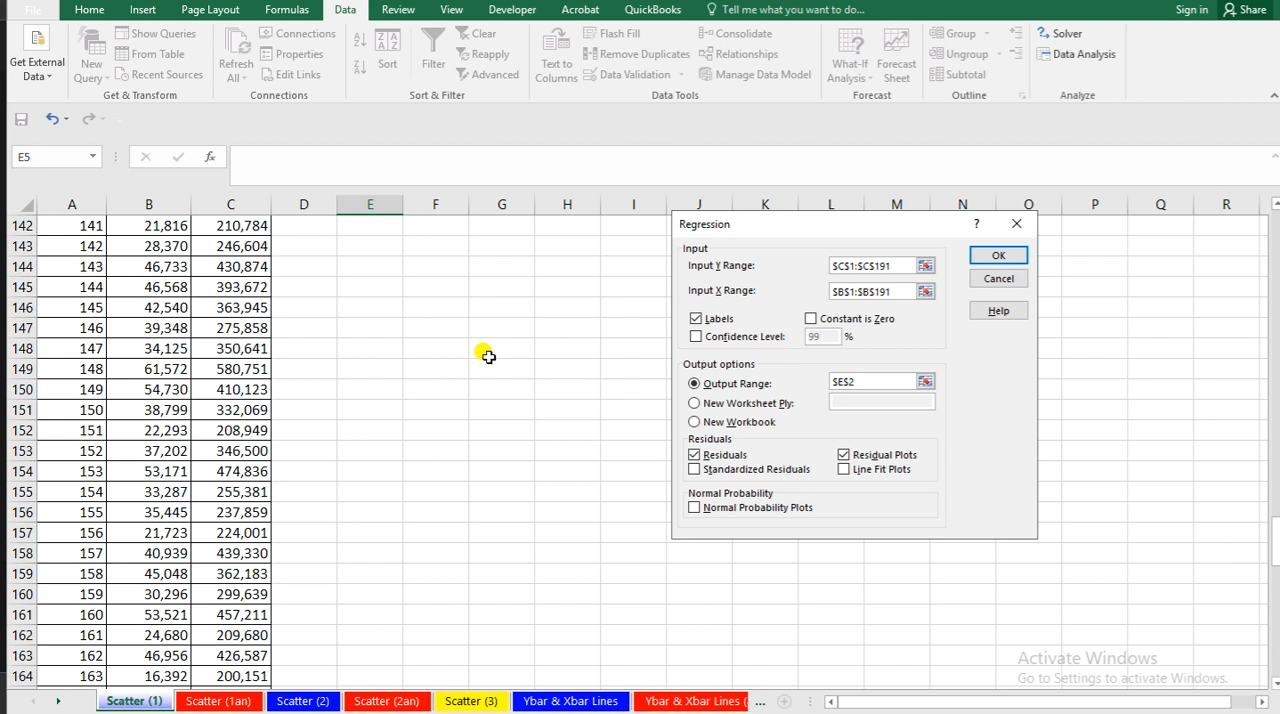 File Home Insert Page Layout Formulas Data Review View Developer Acrobat QuickBooks Tell me what you want to do... Sign in Share
Get External Data
New Query
Show Queries
From Table
Recent Sources
Get & Transform
Refresh All
Connections
Properties
Edit Links
Connections
Sort
Filter
Clear
Reapply
Advanced
Sort & Filter
Text to Columns
Flash Fill
Remove Duplicates
Data Validation
Consolidate
Relationships
Manage Data Model
Data Tools
What-If Analysis
Forecast Sheet
Forecast
Group
Ungroup
Subtotal
Outline
Solver
Data Analysis
Analyze
E5 fx
A B C D E F G H I J K L M N O P Q R
142 141 21,816 210,784
143 142 28,370 246,604
144 143 46,733 430,874
145 144 46,568 393,672
146 145 42,540 363,945
147 146 39,348 275,858
148 147 34,125 350,641
149 148 61,572 580,751
150 149 54,730 410,123
151 150 38,799 332,069
152 151 22,293 208,949
153 152 37,202 346,500
154 153 53,171 474,836
155 154 33,287 255,381
156 155 35,445 237,859
157 156 21,723 224,001
158 157 40,939 439,330
159 158 45,048 362,183
160 159 30,296 299,639
161 160 53,521 457,211
162 161 24,680 209,680
163 162 46,956 426,587
164 163 16,392 200,151
Regression ?
Input
Input Y Range: $C$1:$C$191
Input X Range: $B$1:$B$191
Labels Constant is Zero
Confidence Level: 99 %
OK
Cancel
Help
Output options
Output Range: $E$2
New Worksheet Ply:
New Workbook
Residuals
Residuals Residual Plots
Standardized Residuals Line Fit Plots
Normal Probability
Normal Probability Plots
Activate Windows
Go to Settings to activate Windows.
Scatter (1) Scatter (1an) Scatter (2) Scatter (2an) Scatter (3) Ybar & Xbar Lines Ybar & Xbar Lines ( ...